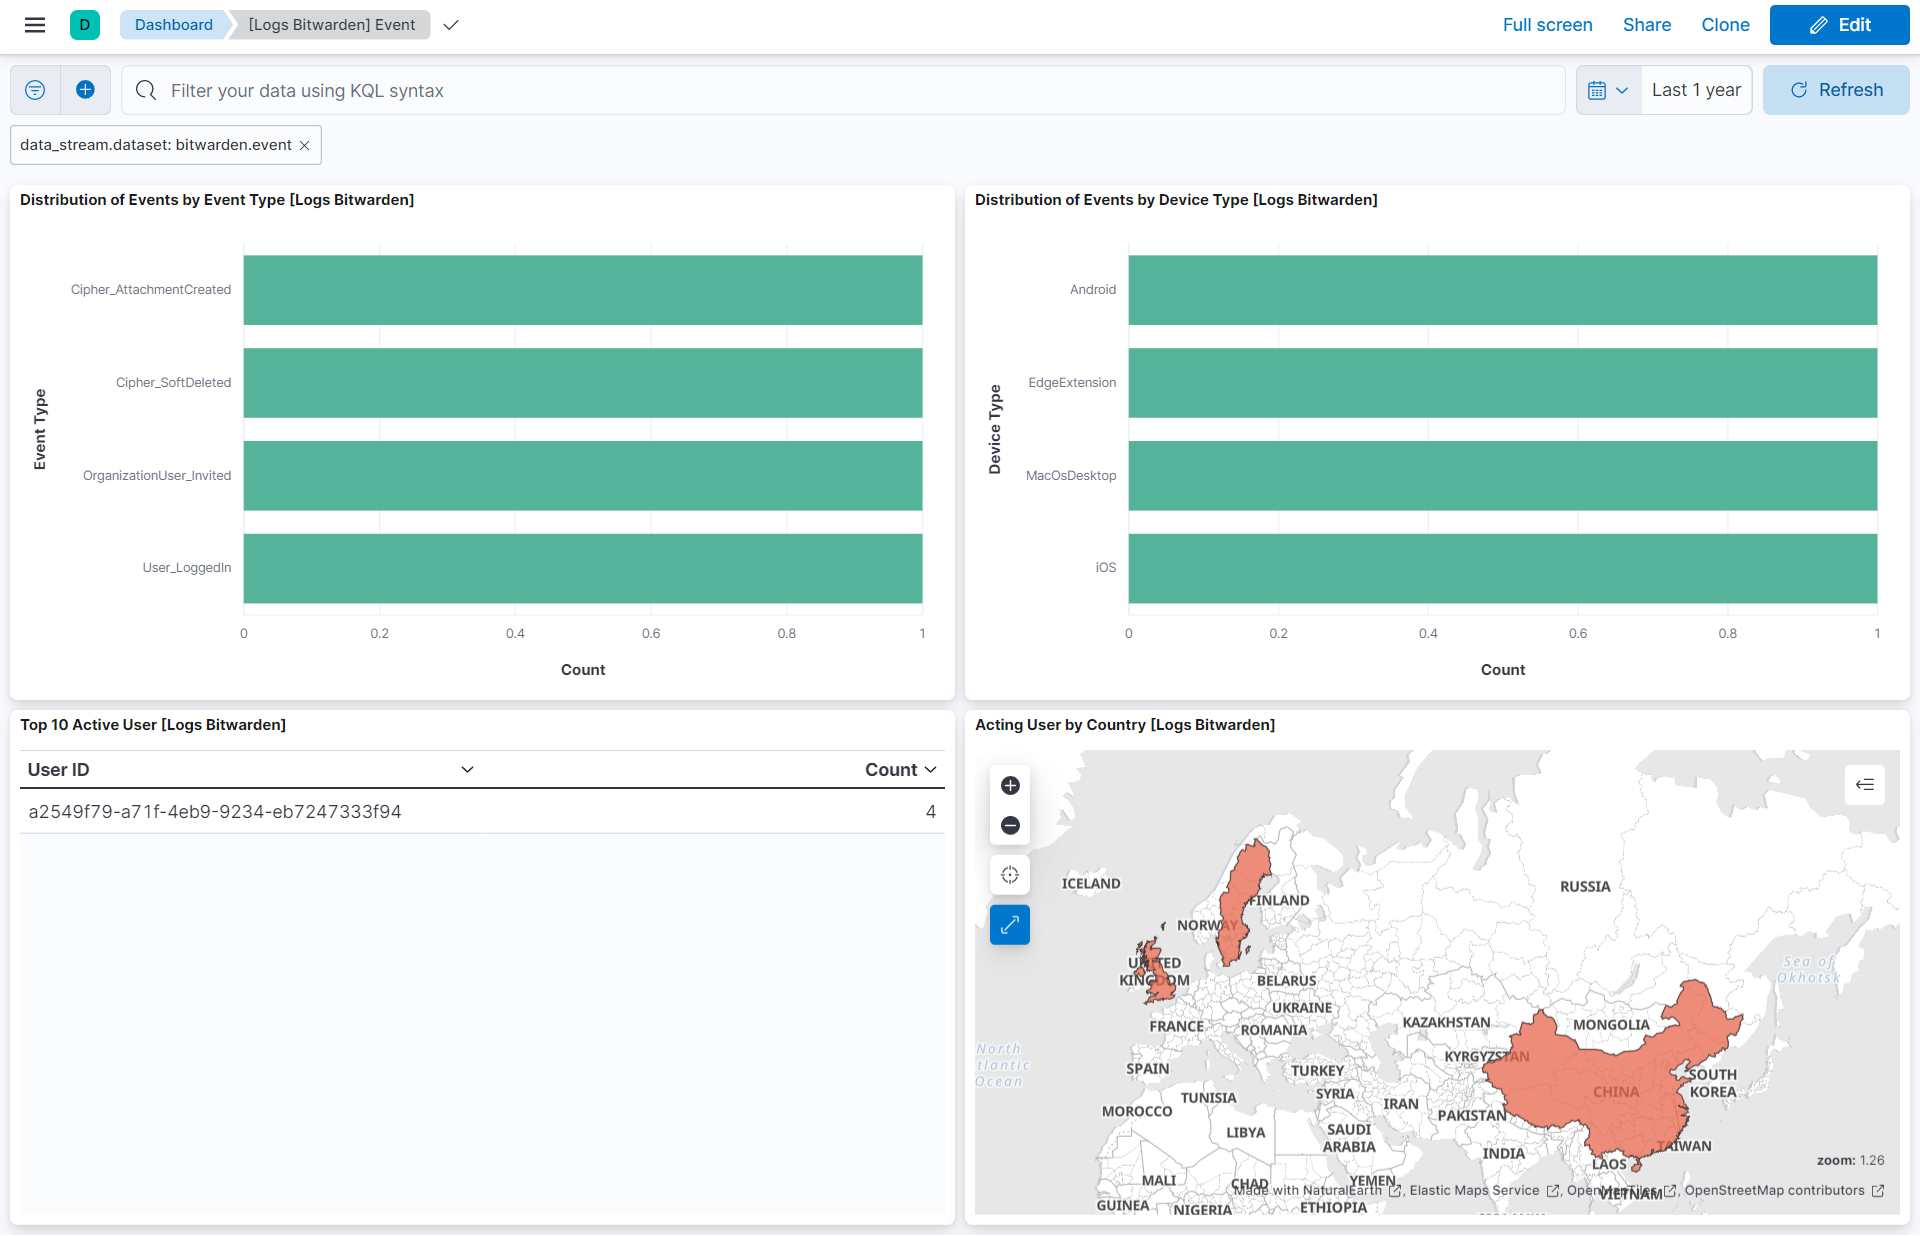 D Dashboard [Logs Bitwarden] Event Full screen Share Clone Edit
Filter your data using KQL syntax Last 1 year Refresh
data_stream.dataset: bitwarden.event
Distribution of Events by Event Type [Logs Bitwarden]
Event Type
Cipher_AttachmentCreated
Cipher_SoftDeleted
OrganizationUser_Invited
User_LoggedIn
0 0.2 0.4 0.6 0.8 1
Count
Distribution of Events by Device Type [Logs Bitwarden]
Device Type
Android
EdgeExtension
MacOsDesktop
iOS
0 0.2 0.4 0.6 0.8 1
Count
Top 10 Active User [Logs Bitwarden]
User ID Count
a2549f79-a71f-4eb9-9234-eb7247333f94 4
Acting User by Country [Logs Bitwarden]
ICELAND
RUSSIA
FINLAND
NORWAY
UNITED
KINGDOM
Sea of
Okhotsk
BELARUS
UKRAINE
FRANCE
ROMANIA
KAZAKHSTAN
MONGOLIA
North
tlantic
Ocean
KYRGYZSTAN
SPAIN
TURKEY
SOUTH
KOREA
SYRIA
CHINA
TUNISIA
IRAN
MOROCCO
PAKISTAN
LIBYA
SAUDI
ARABIA
INDIA
TAIWAN
LAOS
zoom: 1.26
MALI
CHAD
YEMEN
VIETNAM
Made with NaturalEarth , Elastic Maps Service , OpenMapTiles , OpenStreetMap contributors
GUINEA
NIGERIA
ETHIOPIA